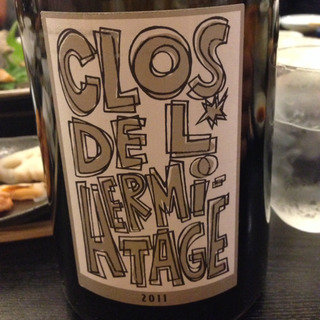 CLOS
DE L'
HERMI-
TAGE
2011